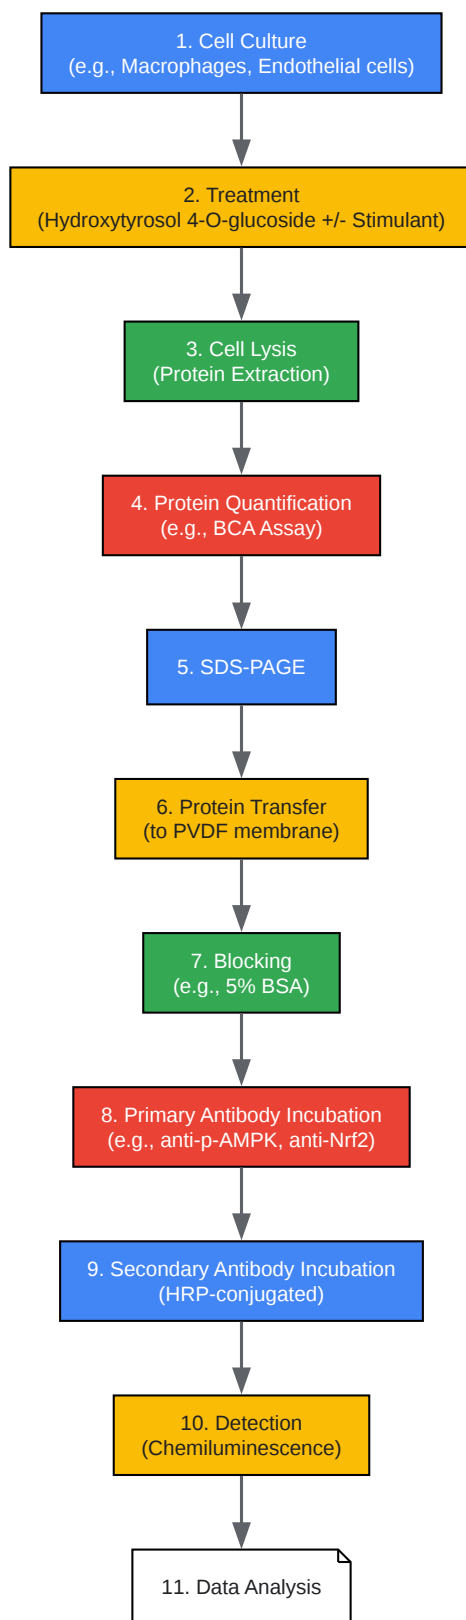 1. Cell Culture
(e.g., Macrophages, Endothelial cells)
2. Treatment
(Hydroxytyrosol 4-O-glucoside +/- Stimulant)
3. Cell Lysis
(Protein Extraction)
4. Protein Quantification
(e.g., BCA Assay)
5. SDS-PAGE
6. Protein Transfer
(to PVDF membrane)
7. Blocking
(e.g., 5% BSA)
8. Primary Antibody Incubation
(e.g., anti-p-AMPK, anti-Nrf2)
9. Secondary Antibody Incubation
(HRP-conjugated)
10. Detection
(Chemiluminescence)
11. Data Analysis